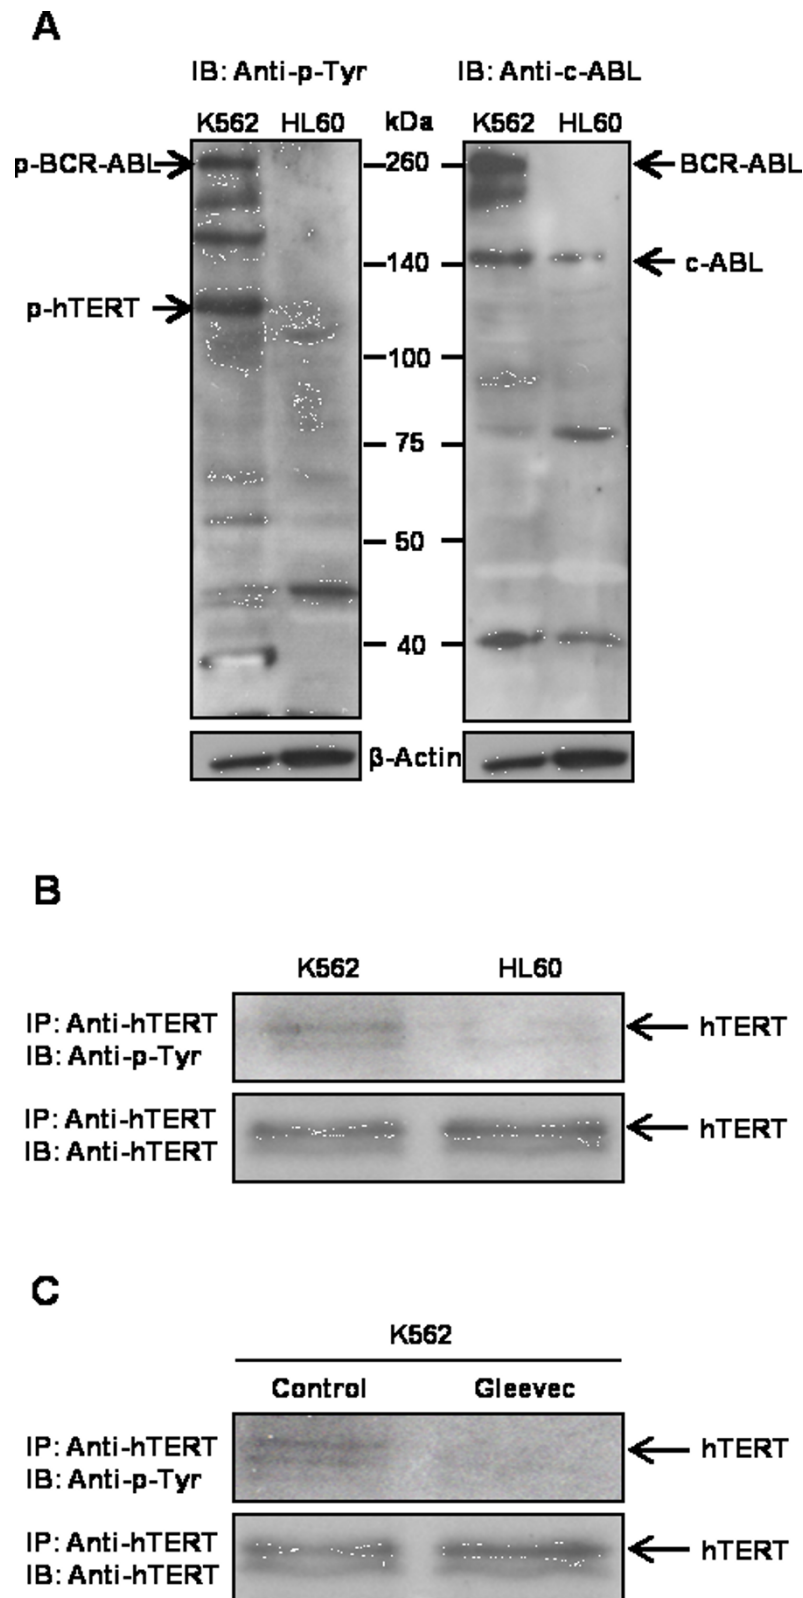 A
IB: Anti-p-Tyr IB: Anti-c-ABL
K562 HL60 kDa K562 HL60
p-BCR-ABL 260 BCR-ABL
140 c-ABL
p-hTERT
100
75
50
40
β-Actin
B
K562 HL60
IP: Anti-hTERT hTERT
IB: Anti-p-Tyr
IP: Anti-hTERT hTERT
IB: Anti-hTERT
C
K562
Control Gleevec
IP: Anti-hTERT hTERT
IB: Anti-p-Tyr
IP: Anti-hTERT hTERT
IB: Anti-hTERT